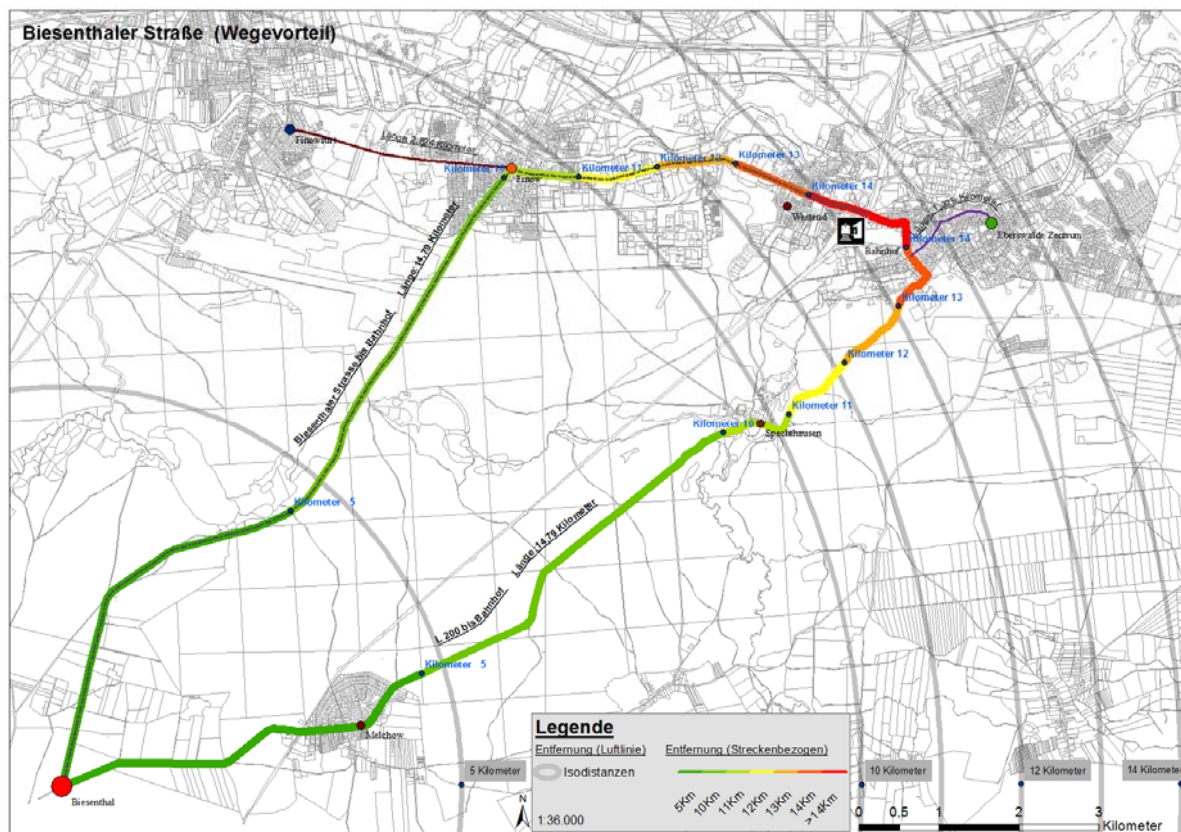 Biesenthaler Straße (Wegevorteil)
Finowfurt
Länge 2,824 Kilometer
Kilometer 10
Finow
Kilometer 11
Kilometer 12
Kilometer 13
Kilometer 14
Westend
Bahnhof
Kilometer 14
Eberswalde Zentrum
Kilometer 13
Kilometer 12
Kilometer 11
Kilometer 10
Spechthausen
Biesenthaler Strasse bis Bahnhof
Länge:14,79 Kilometer
Kilometer 5
L 200 bis Bahnhof
Länge:14,79 Kilometer
Kilometer 5
Melchow
Biesenthal
Legende
Entfernung (Luftlinie)
Entfernung (Streckenbezogen)
Isodistanzen
5Km
10Km
11Km
12Km
13Km
14Km
>14Km
1:36.000
N
5 Kilometer
10 Kilometer
12 Kilometer
14 Kilometer
0 0,5 1 2 3
Kilometer